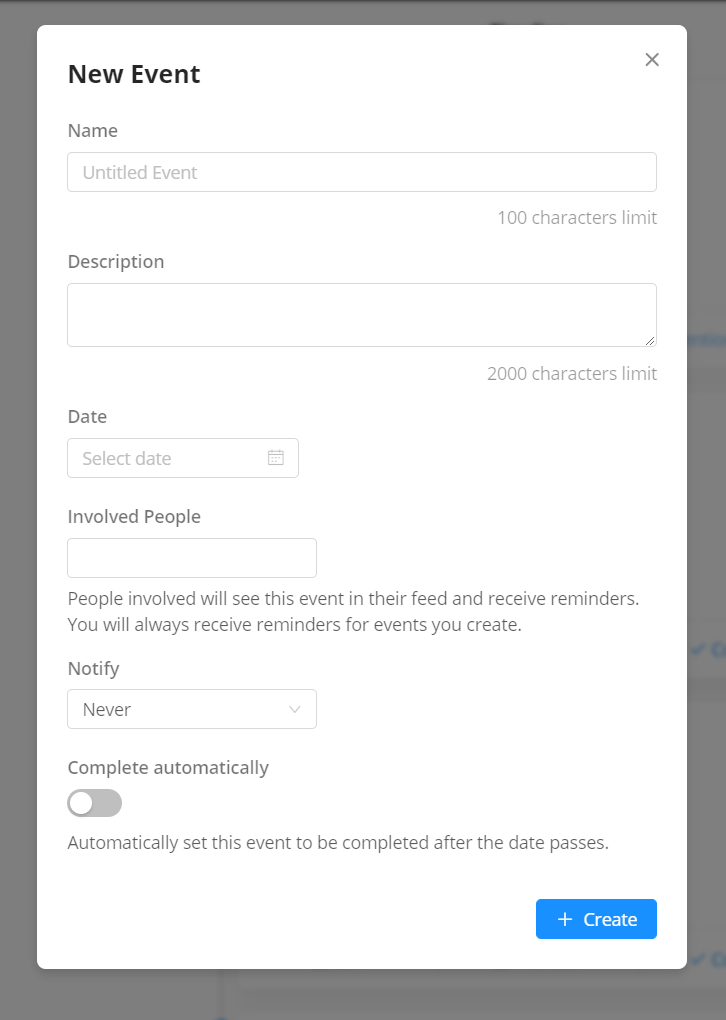 New Event
Name
Untitled Event
100 characters limit
Description
2000 characters limit
Date
Select date
Involved People
People involved will see this event in their feed and receive reminders.
You will always receive reminders for events you create.
Notify
Never
Complete automatically
Automatically set this event to be completed after the date passes.
Create